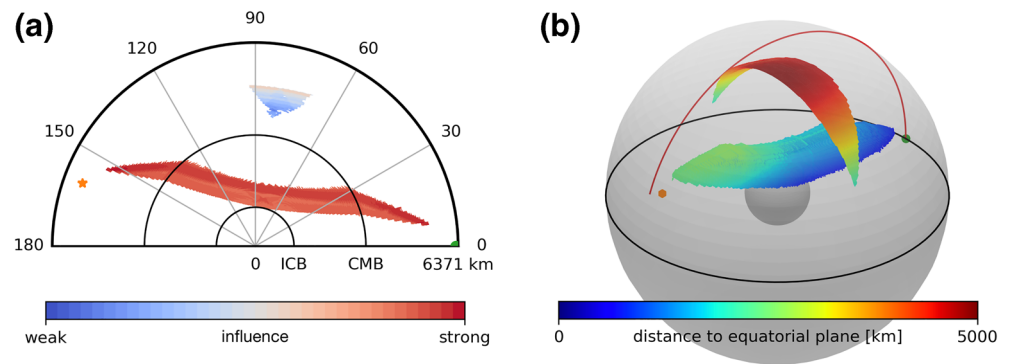 (a)
90
120
60
150
30
180
0
0 ICB CMB 6371 km
weak influence strong
(b)
0 distance to equatorial plane [km] 5000